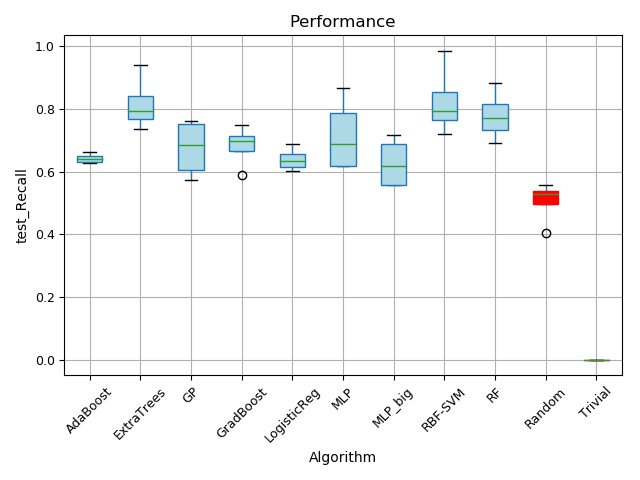 Performance
1.0
0.8
0.6
0.4
0.2
0.0
test_Recall
AdaBoost
ExtraTrees
GP
GradBoost
LogisticReg
MLP
MLP_big
RBF-SVM
RF
Random
Trivial
Algorithm